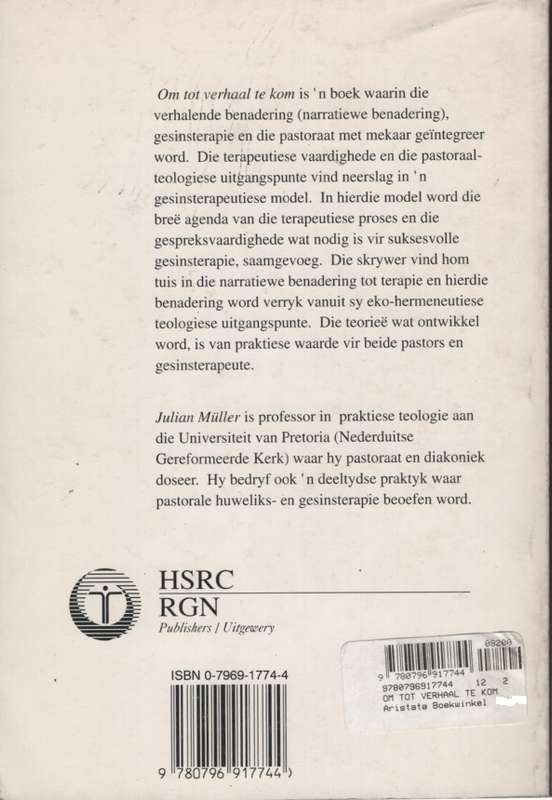 Om tot verhaal te kom is 'n boek waarin die
verhalende benadering (narratiewe benadering),
gesinsterapie en die pastoraat met mekaar geïntegreer
word. Die terapeutiese vaardighede en die pastoraal-
teologiese uitgangspunte vind neerslag in 'n
gesinsterapeutiese model. In hierdie model word die
breë agenda van die terapeutiese proses en die
gespreksvaardighede wat nodig is vir suksesvolle
gesinsterapie, saamgevoeg. Die skrywer vind hom
tuis in die narratiewe benadering tot terapie en hierdie
benadering word verryk vanuit sy eko-hermeneutiese
teologiese uitgangspunte. Die teorieë wat ontwikkel
word, is van praktiese waarde vir beide pastors en
gesinsterapeute.
Julian Müller is professor in praktiese teologie aan
die Universiteit van Pretoria (Nederduitse
Gereformeerde Kerk) waar hy pastoraat en diakoniek
doseer. Hy bedryf ook 'n deeltydse praktyk waar
pastorale huweliks- en gesinsterapie beoefen word.
HSRC
RGN
Publishers / Uitgewery
ISBN 0-7969-1774-4
9 780796 917744
09200
9 780796 917744
9780796917744 12 2
OM TOT VERHAAL TE KOM
Aristata Boekwinkel